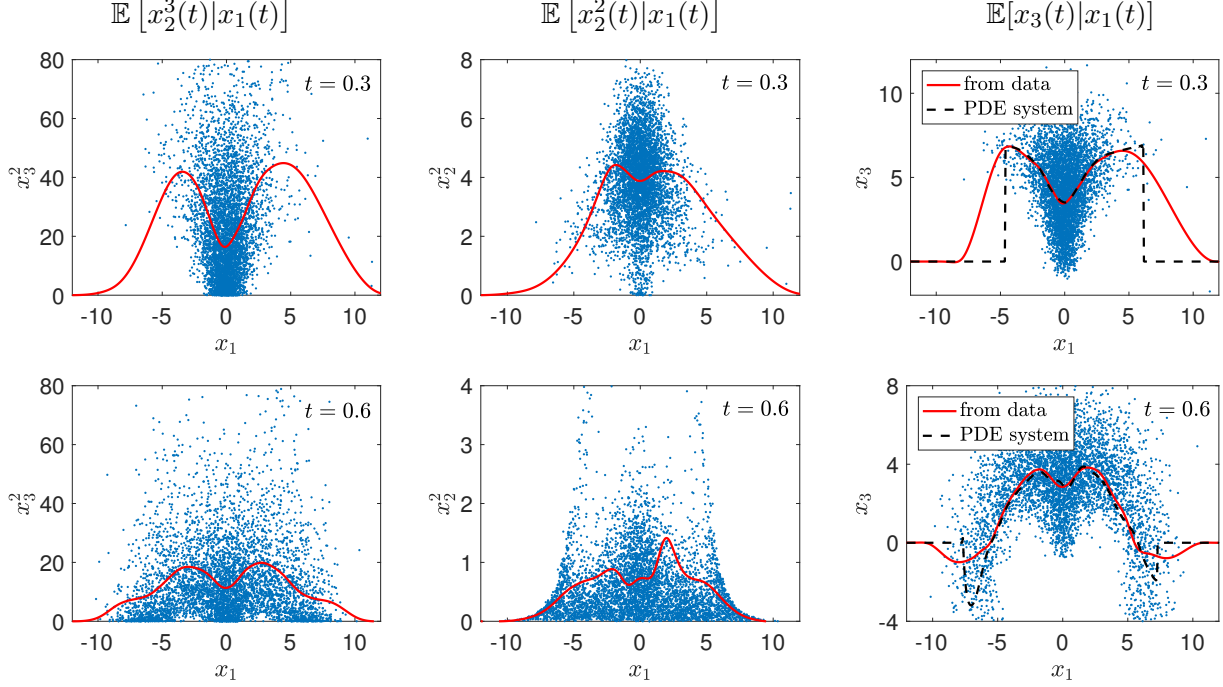 𝔼 [x_2^3(t)|x_1(t)]
𝔼 [x_2^2(t)|x_1(t)]
𝔼[x_3(t)|x_1(t)]
80
60
40
20
0
x_3^2
t = 0.3
-10 -5 0 5 10
x_1
8
6
4
2
0
x_2^2
t = 0.3
-10 -5 0 5 10
x_1
10
5
0
x_3
from data
PDE system
t = 0.3
-10 -5 0 5 10
x_1
80
60
40
20
0
x_3^2
t = 0.6
-10 -5 0 5 10
x_1
4
3
2
1
0
x_2^2
t = 0.6
-10 -5 0 5 10
x_1
8
4
0
-4
x_3
from data
PDE system
t = 0.6
-10 -5 0 5 10
x_1